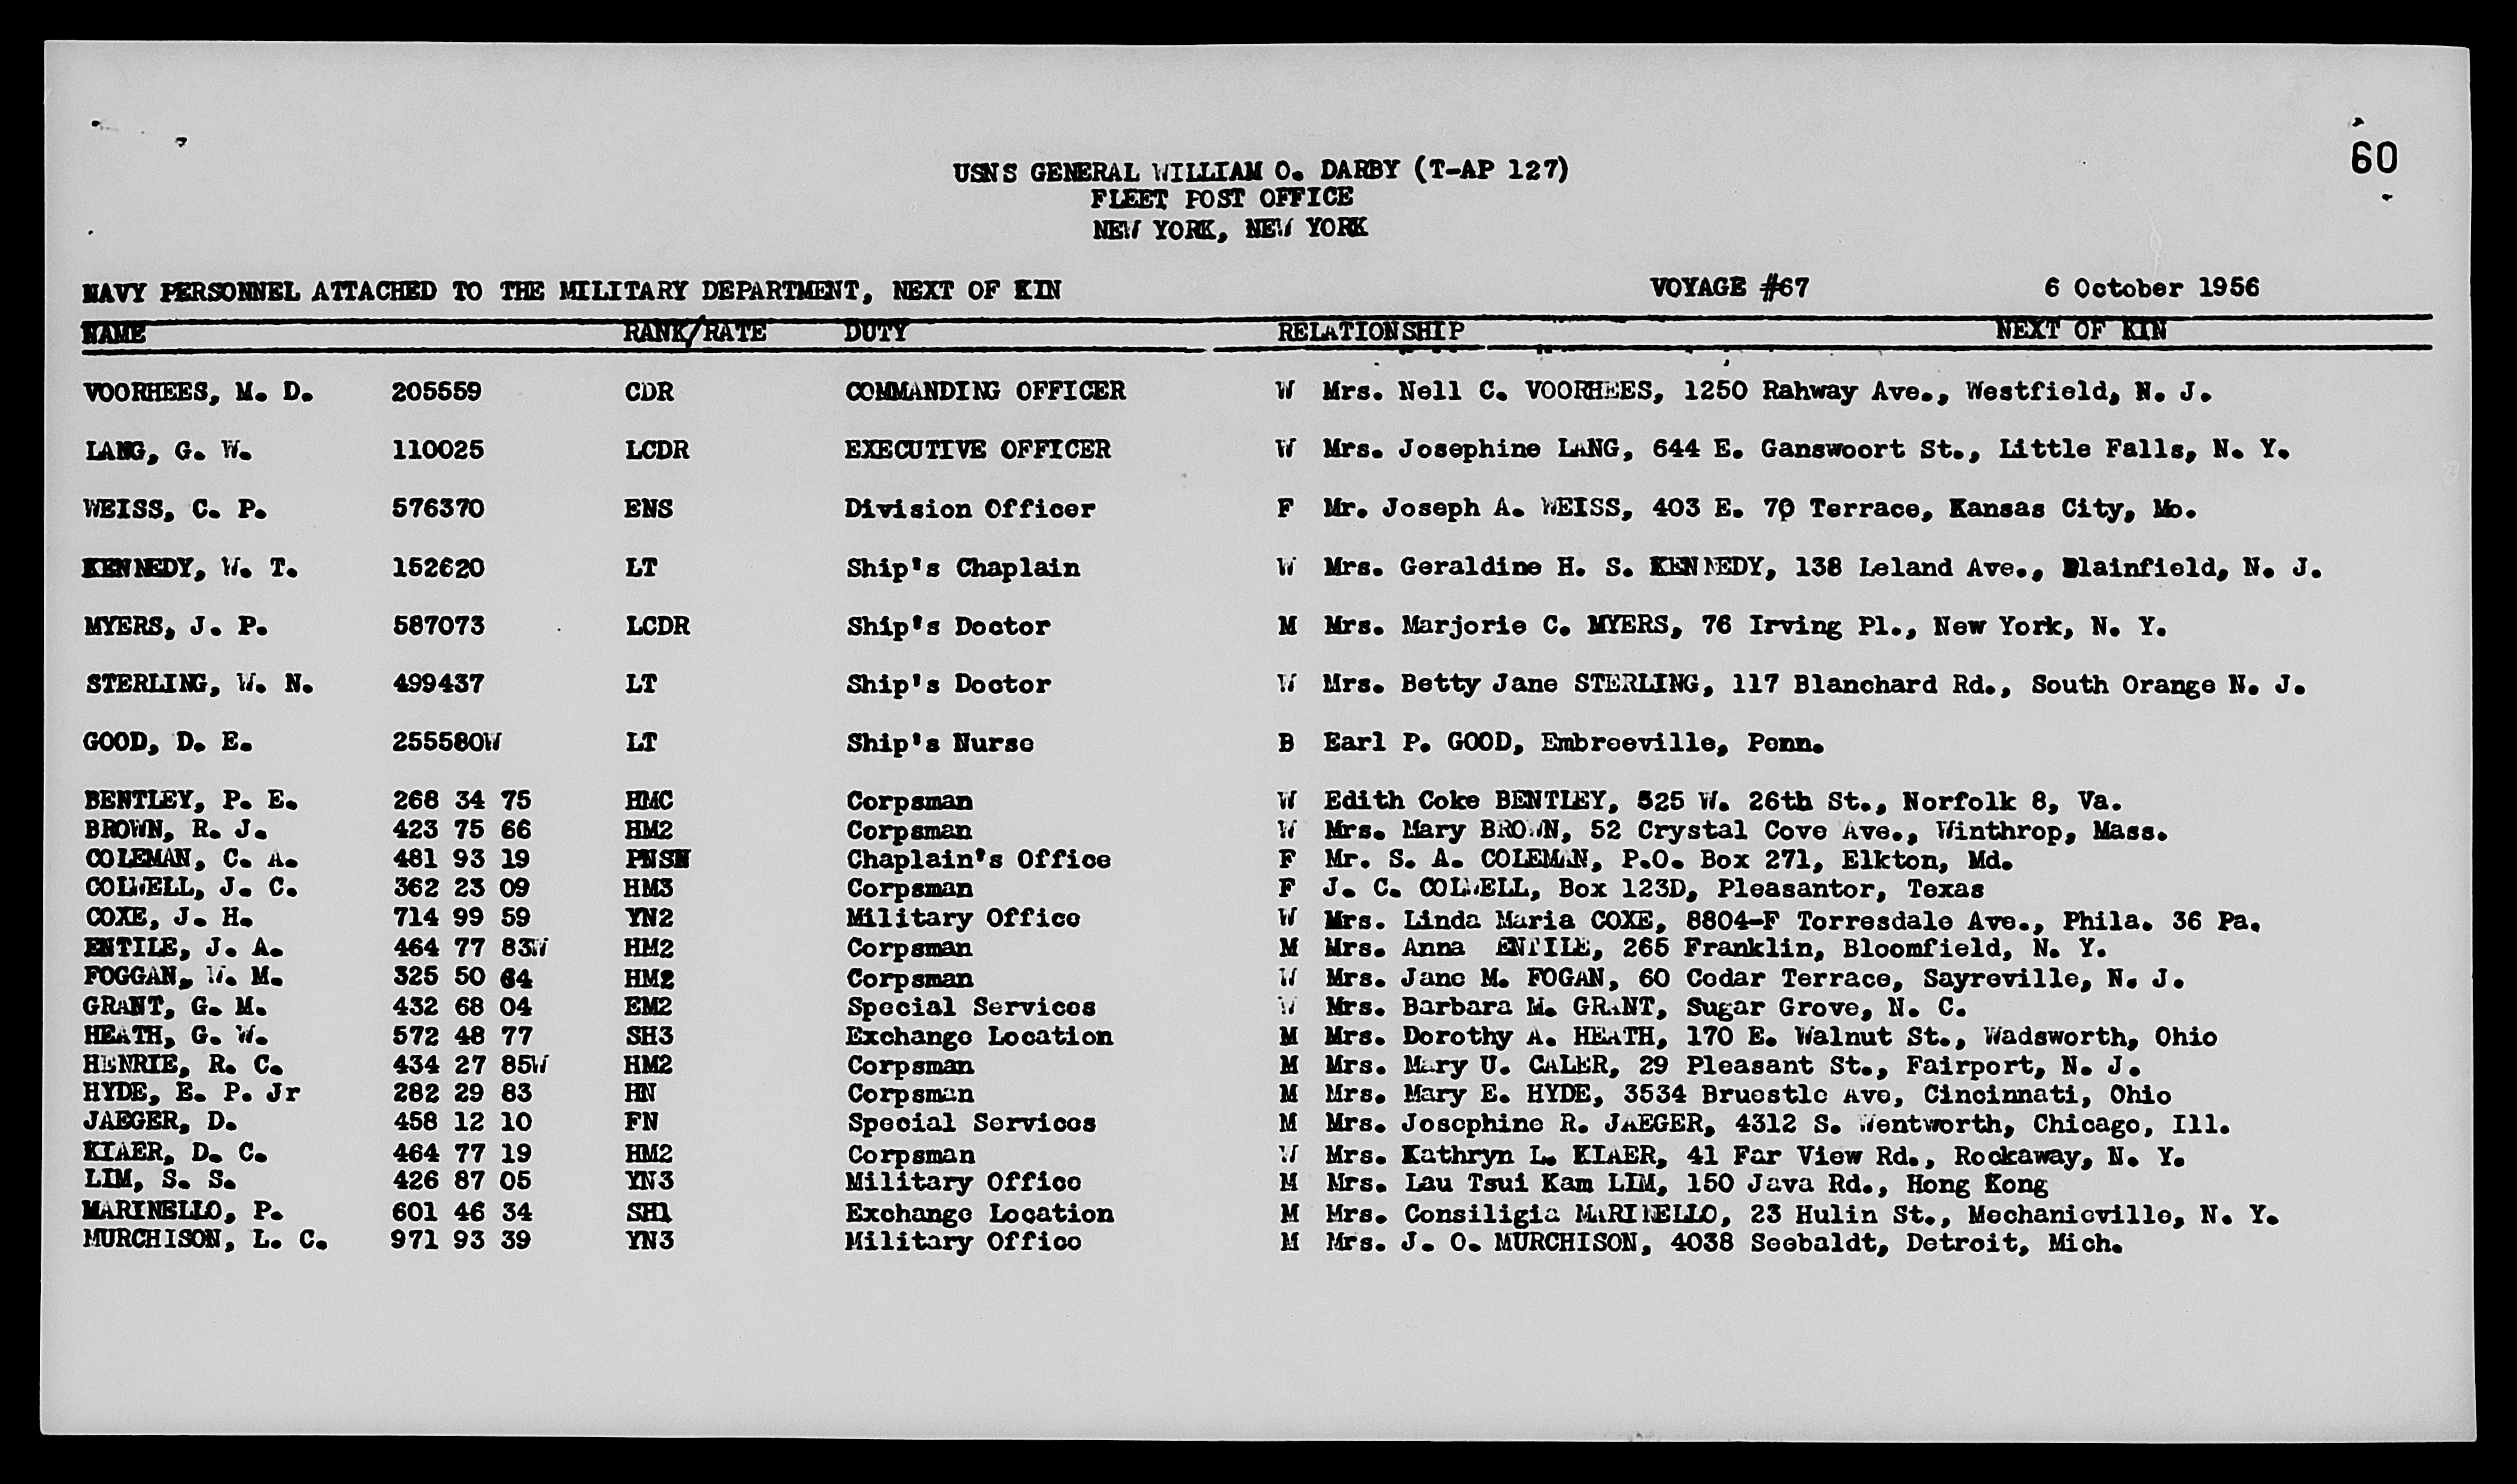 60
USNS GENERAL WILLIAM O. DARBY (T-AP 127)
FLEET POST OFFICE
NEW YORK, NEW YORK
NAVY PERSONNEL ATTACHED TO THE MILITARY DEPARTMENT, NEXT OF KIN VOYAGE #67 6 October 1956
NAME RANK/RATE DUTY RELATIONSHIP NEXT OF KIN
VOORHEES, M. D. 205559 CDR COMMANDING OFFICER W Mrs. Nell C. VOORHEES, 1250 Rahway Ave., Westfield, N. J.
LANG, G. W. 110025 LCDR EXECUTIVE OFFICER W Mrs. Josephine LANG, 644 E. Ganswoort St., Little Falls, N. Y.
WEISS, C. P. 576370 ENS Division Officer F Mr. Joseph A. WEISS, 403 E. 70 Terrace, Kansas City, Mo.
KENNEDY, W. T. 152620 LT Ship's Chaplain W Mrs. Geraldine H. S. KENNEDY, 138 Leland Ave., Plainfield, N. J.
MYERS, J. P. 587073 LCDR Ship's Doctor M Mrs. Marjorie C. MYERS, 76 Irving Pl., New York, N. Y.
STERLING, W. N. 499437 LT Ship's Doctor W Mrs. Betty Jane STERLING, 117 Blanchard Rd., South Orange N. J.
GOOD, D. E. 255580W LT Ship's Nurse B Earl P. GOOD, Embreeville, Penn.
BENTLEY, P. E. 268 34 75 HMC Corpsman W Edith Coke BENTLEY, 525 W. 26th St., Norfolk 8, Va.
BROWN, R. J. 423 75 66 HM2 Corpsman W Mrs. Mary BROWN, 52 Crystal Cove Ave., Winthrop, Mass.
COLEMAN, C. A. 481 93 19 PNSN Chaplain's Office F Mr. S. A. COLEMAN, P.O. Box 271, Elkton, Md.
COLWELL, J. C. 362 23 09 HM3 Corpsman F J. C. COLWELL, Box 123D, Pleasantor, Texas
COXE, J. H. 714 99 59 YN2 Military Office W Mrs. Linda Maria COXE, 8804-F Torresdale Ave., Phila. 36 Pa.
ENTILE, J. A. 464 77 83W HM2 Corpsman M Mrs. Anna ENTILE, 265 Franklin, Bloomfield, N. Y.
FOGGAN, W. M. 325 50 64 HM2 Corpsman W Mrs. Jane M. FOGAN, 60 Cedar Terrace, Sayreville, N. J.
GRANT, G. M. 432 68 04 EM2 Special Services W Mrs. Barbara M. GRANT, Sugar Grove, N. C.
HEATH, G. W. 572 48 77 SH3 Exchange Location M Mrs. Dorothy A. HEATH, 170 E. Walnut St., Wadsworth, Ohio
HENRIE, R. C. 434 27 85W HM2 Corpsman M Mrs. Mary U. CALER, 29 Pleasant St., Fairport, N. J.
HYDE, E. P. Jr 282 29 83 HN Corpsman M Mrs. Mary E. HYDE, 3534 Bruestle Ave, Cincinnati, Ohio
JAEGER, D. 458 12 10 FN Special Services M Mrs. Josephine R. JAEGER, 4312 S. Wentworth, Chicago, Ill.
KIAER, D. C. 464 77 19 HM2 Corpsman W Mrs. Kathryn L. KIAER, 41 Far View Rd., Rockaway, N. Y.
LIM, S. S. 426 87 05 YN3 Military Office M Mrs. Lau Tsui Kam LIM, 150 Java Rd., Hong Kong
MARINELLO, P. 601 46 34 SH1 Exchange Location M Mrs. Consiligia MARINELLO, 23 Hulin St., Mechanicville, N. Y.
MURCHISON, L. C. 971 93 39 YN3 Military Office M Mrs. J. O. MURCHISON, 4038 Seebaldt, Detroit, Mich.